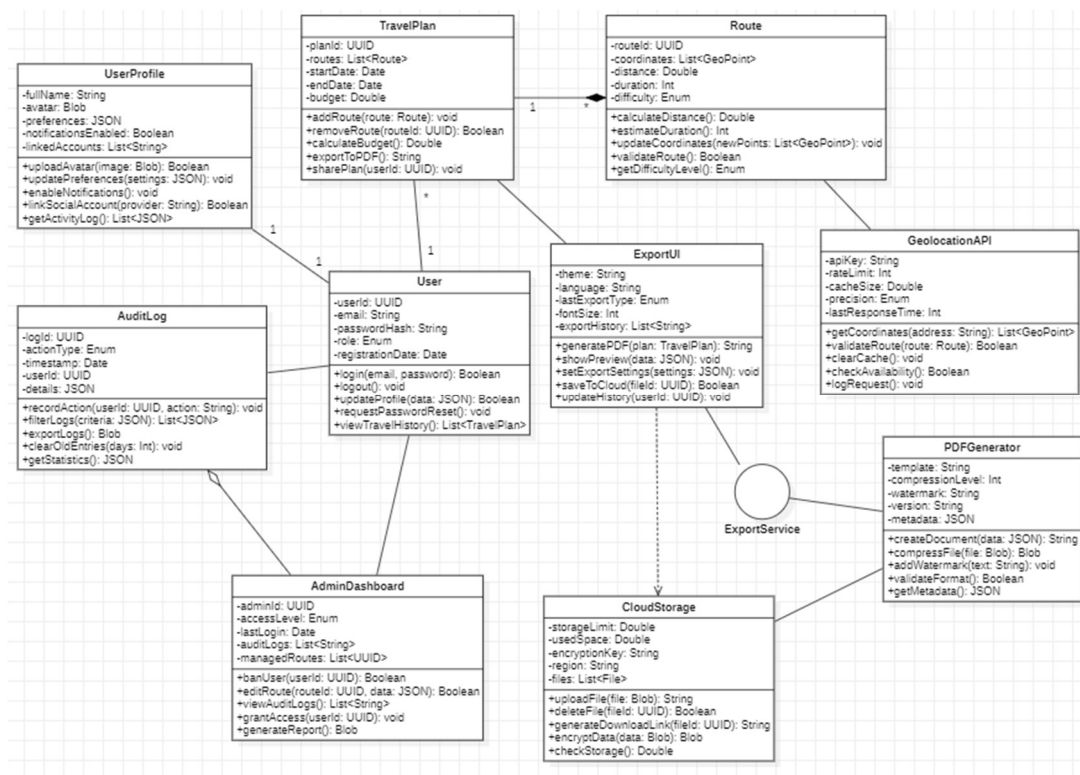 TravelPlan
-planId: UUID
-routes: List<Route>
-startDate: Date
-endDate: Date
-budget: Double
+addRoute(route: Route): void
+removeRoute(routeId: UUID): Boolean
+calculateBudget(): Double
+exportToPDF(): String
+sharePlan(userId: UUID): void
1
*
Route
-routeId: UUID
-coordinates: List<GeoPoint>
-distance: Double
-duration: Int
-difficulty: Enum
+calculateDistance(): Double
+estimateDuration(): Int
+updateCoordinates(newPoints: List<GeoPoint>): void
+validateRoute(): Boolean
+getDifficultyLevel(): Enum
UserProfile
-fullName: String
-avatar: Blob
-preferences: JSON
-notificationsEnabled: Boolean
-linkedAccounts: List<String>
+uploadAvatar(image: Blob): Boolean
+updatePreferences(settings: JSON): void
+enableNotifications(): void
+linkSocialAccount(provider: String): Boolean
+getActivityLog(): List<JSON>
1
1
*
1
User
-userId: UUID
-email: String
-passwordHash: String
-role: Enum
-registrationDate: Date
+login(email, password): Boolean
+logout(): void
+updateProfile(data: JSON): Boolean
+requestPasswordReset(): void
+viewTravelHistory(): List<TravelPlan>
ExportUI
-theme: String
-language: String
-lastExportType: Enum
-fontSize: Int
-exportHistory: List<String>
+generatePDF(plan: TravelPlan): String
+showPreview(data: JSON): void
+setExportSettings(settings: JSON): void
+saveToCloud(fileId: UUID): Boolean
+updateHistory(userId: UUID): void
GeolocationAPI
-apiKey: String
-rateLimit: Int
-cacheSize: Double
-precision: Enum
-lastResponseTime: Int
+getCoordinates(address: String): List<GeoPoint>
+validateRoute(route: Route): Boolean
+clearCache(): void
+checkAvailability(): Boolean
+logRequest(): void
AuditLog
-logId: UUID
-actionType: Enum
-timestamp: Date
-userId: UUID
-details: JSON
+recordAction(userId: UUID, action: String): void
+filterLogs(criteria: JSON): List<JSON>
+exportLogs(): Blob
+clearOldEntries(days: Int): void
+getStatistics(): JSON
ExportService
PDFGenerator
-template: String
-compressionLevel: Int
-watermark: String
-version: String
-metadata: JSON
+createDocument(data: JSON): String
+compressFile(file: Blob): Blob
+addWatermark(text: String): void
+validateFormat(): Boolean
+getMetadata(): JSON
AdminDashboard
-adminId: UUID
-accessLevel: Enum
-lastLogin: Date
-auditLogs: List<String>
-managedRoutes: List<UUID>
+banUser(userId: UUID): Boolean
+editRoute(routeId: UUID, data: JSON): Boolean
+viewAuditLogs(): List<String>
+grantAccess(userId: UUID): void
+generateReport(): Blob
CloudStorage
-storageLimit: Double
-usedSpace: Double
-encryptionKey: String
-region: String
-files: List<File>
+uploadFile(file: Blob): String
+deleteFile(fileId: UUID): Boolean
+generateDownloadLink(fileId: UUID): String
+encryptData(data: Blob): Blob
+checkStorage(): Double